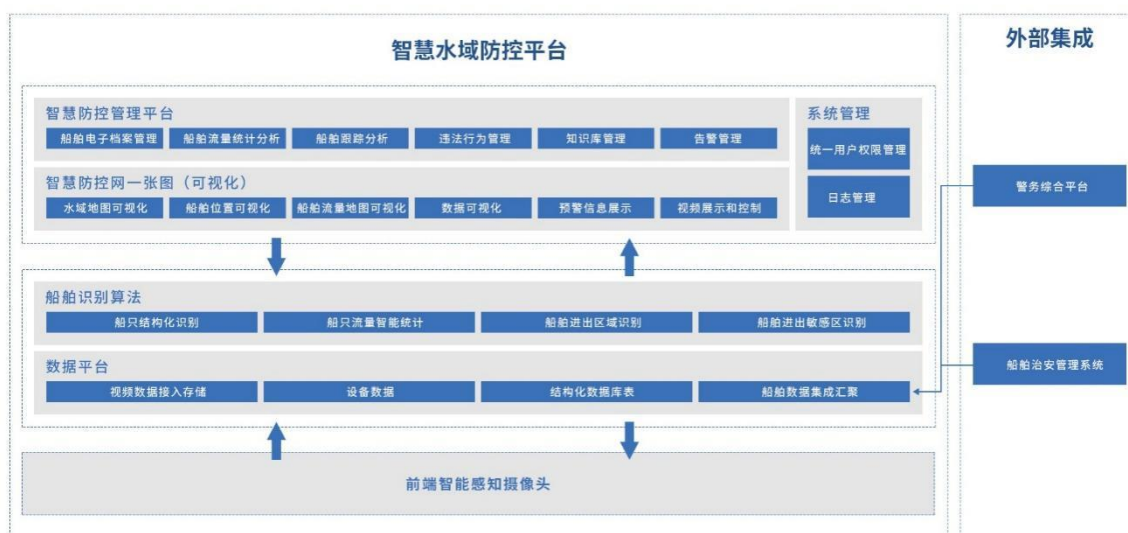 智慧水域防控平台
外部集成
智慧防控管理平台
船舶电子档案管理
船舶流量统计分析
船舶跟踪分析
违法行为管理
知识库管理
告警管理
系统管理
统一用户权限管理
日志管理
智慧防控网一张图（可视化）
水域地图可视化
船舶位置可视化
船舶流量地图可视化
数据可视化
预警信息展示
视频展示和控制
警务综合平台
船舶识别算法
船只结构化识别
船只流量智能统计
船舶进出区域识别
船舶进出敏感区识别
数据平台
视频数据接入存储
设备数据
结构化数据库表
船舶数据集成汇聚
船舶治安管理系统
前端智能感知摄像头